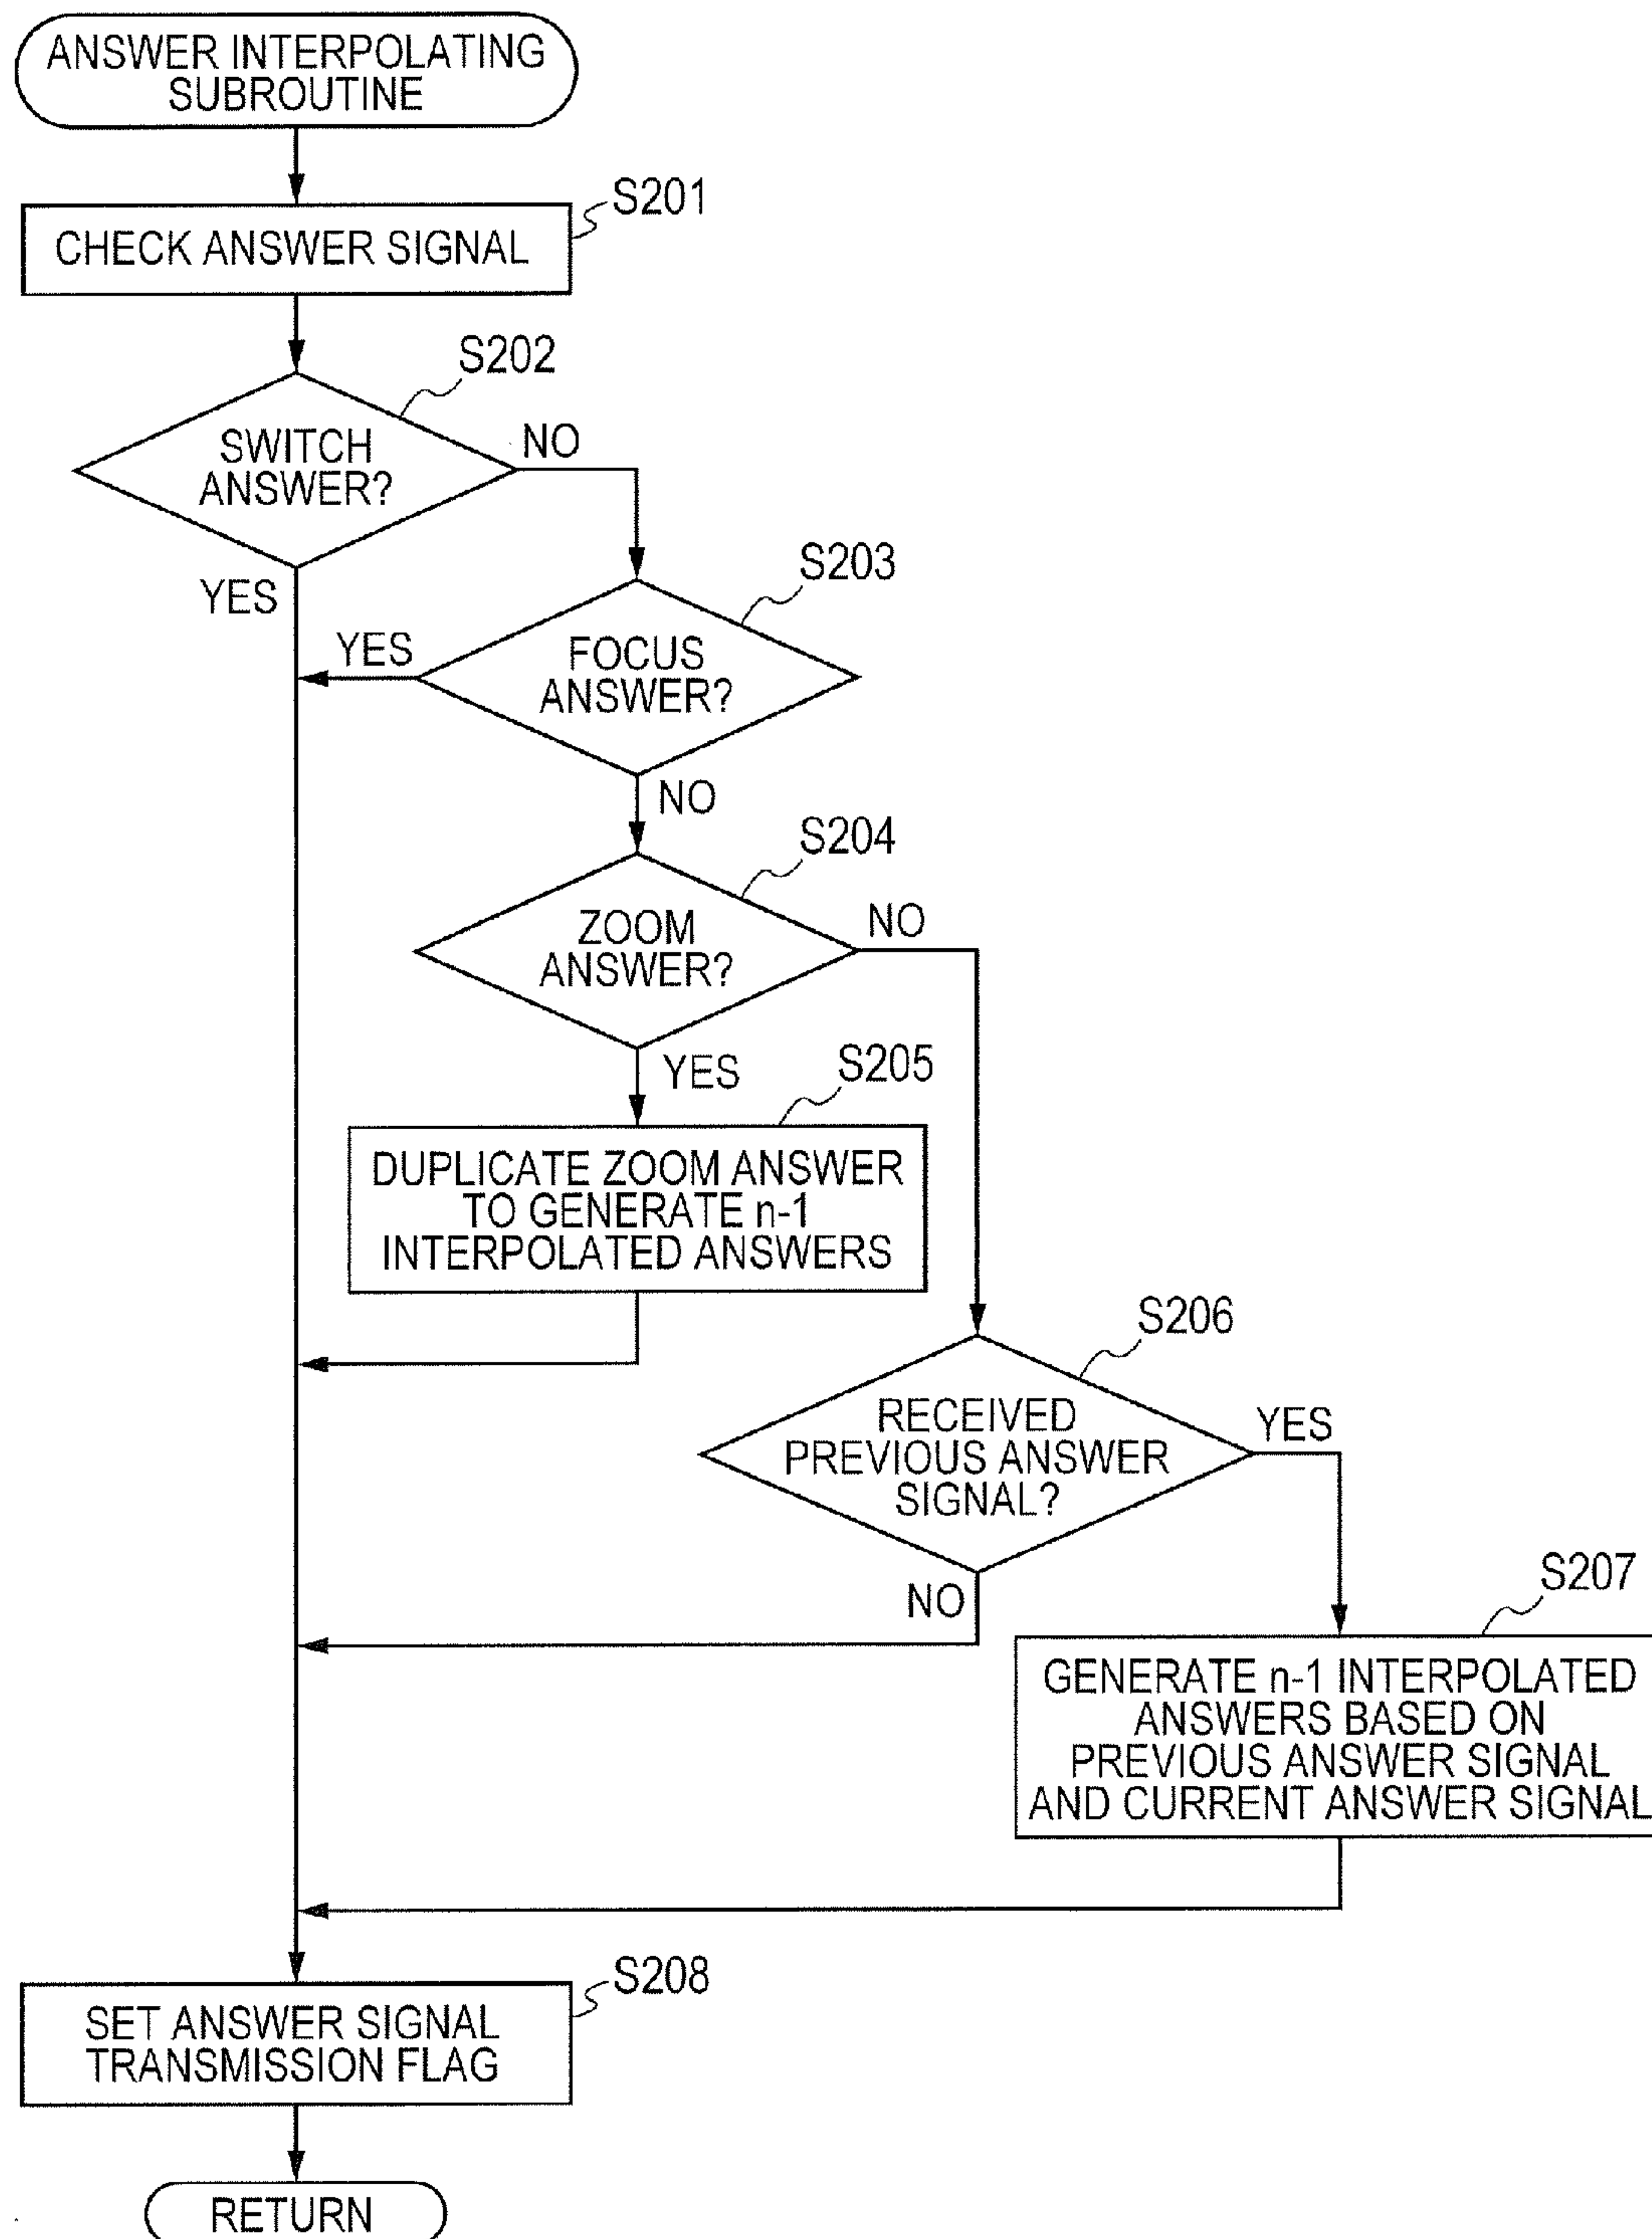 ANSWER INTERPOLATING
SUBROUTINE
S201
CHECK ANSWER SIGNAL
S202
SWITCH
ANSWER?
NO
YES
S203
FOCUS
ANSWER?
YES
NO
S204
ZOOM
ANSWER?
NO
YES
S205
DUPLICATE ZOOM ANSWER
TO GENERATE n-1
INTERPOLATED ANSWERS
S206
RECEIVED
PREVIOUS ANSWER
SIGNAL?
YES
NO
S207
GENERATE n-1 INTERPOLATED
ANSWERS BASED ON
PREVIOUS ANSWER SIGNAL
AND CURRENT ANSWER SIGNAL
S208
SET ANSWER SIGNAL
TRANSMISSION FLAG
RETURN